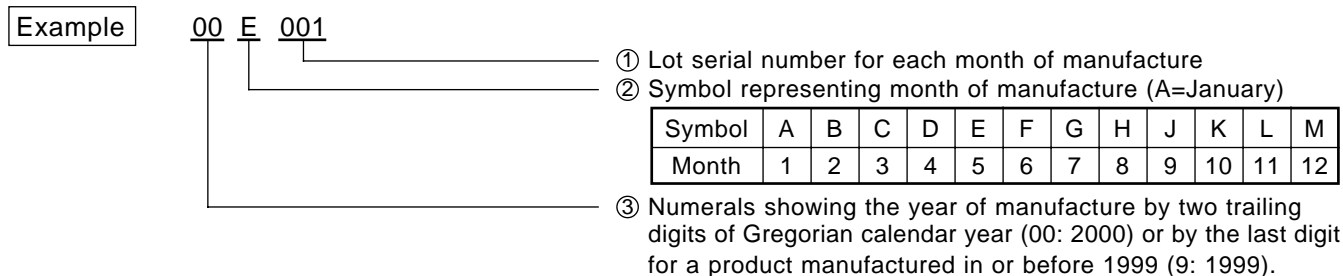 Example 00 E 001
① Lot serial number for each month of manufacture
② Symbol representing month of manufacture (A=January)
Symbol A B C D E F G H J K L M
Month 1 2 3 4 5 6 7 8 9 10 11 12
③ Numerals showing the year of manufacture by two trailing
digits of Gregorian calendar year (00: 2000) or by the last digit
for a product manufactured in or before 1999 (9: 1999).